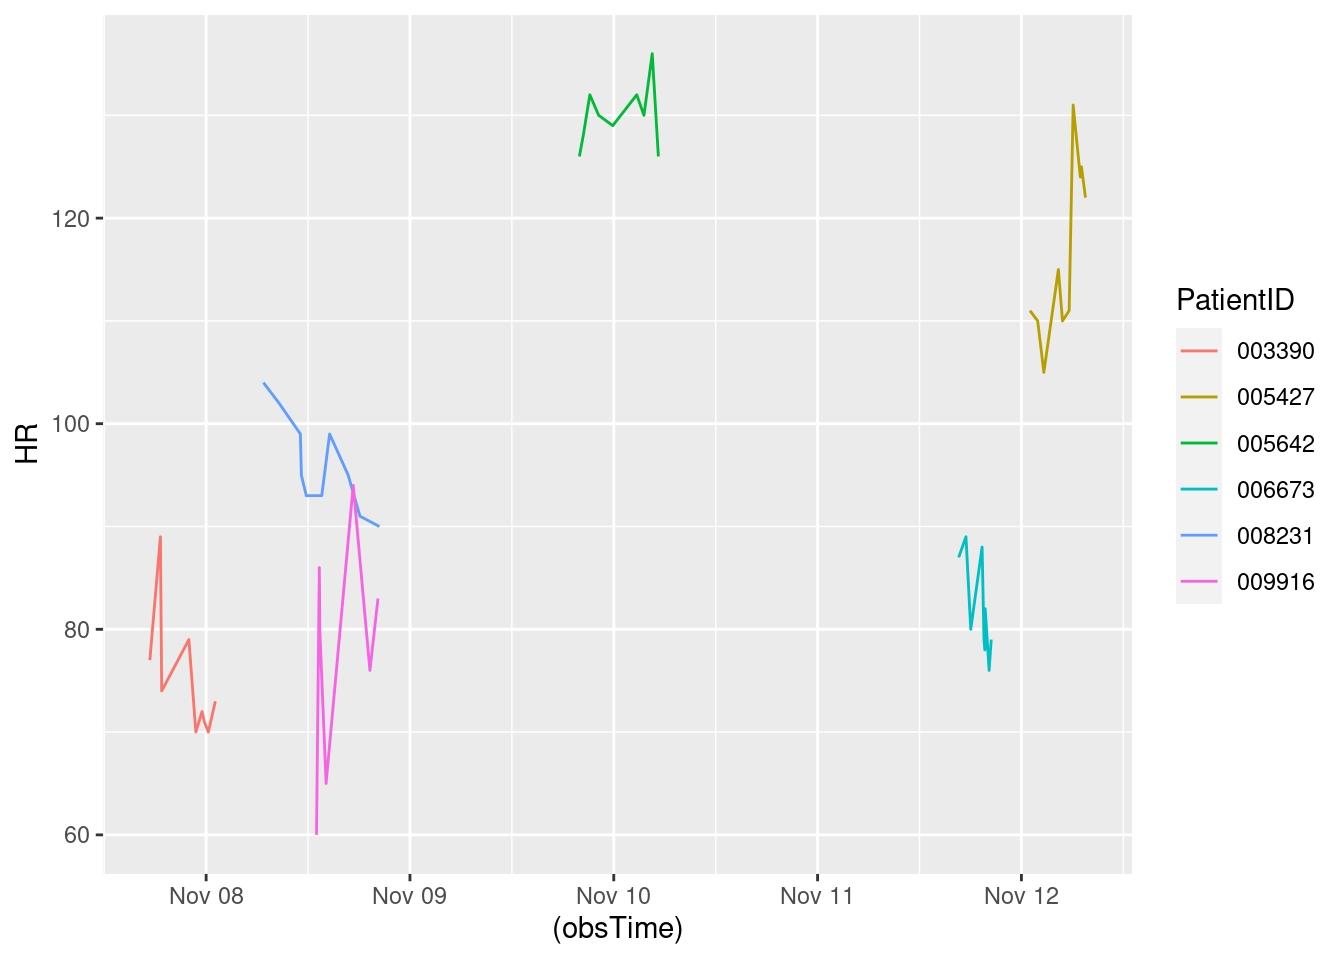 120
100
80
60
HR
Nov 08
Nov 09
Nov 10
Nov 11
Nov 12
(obsTime)
PatientID
003390
005427
005642
006673
008231
009916